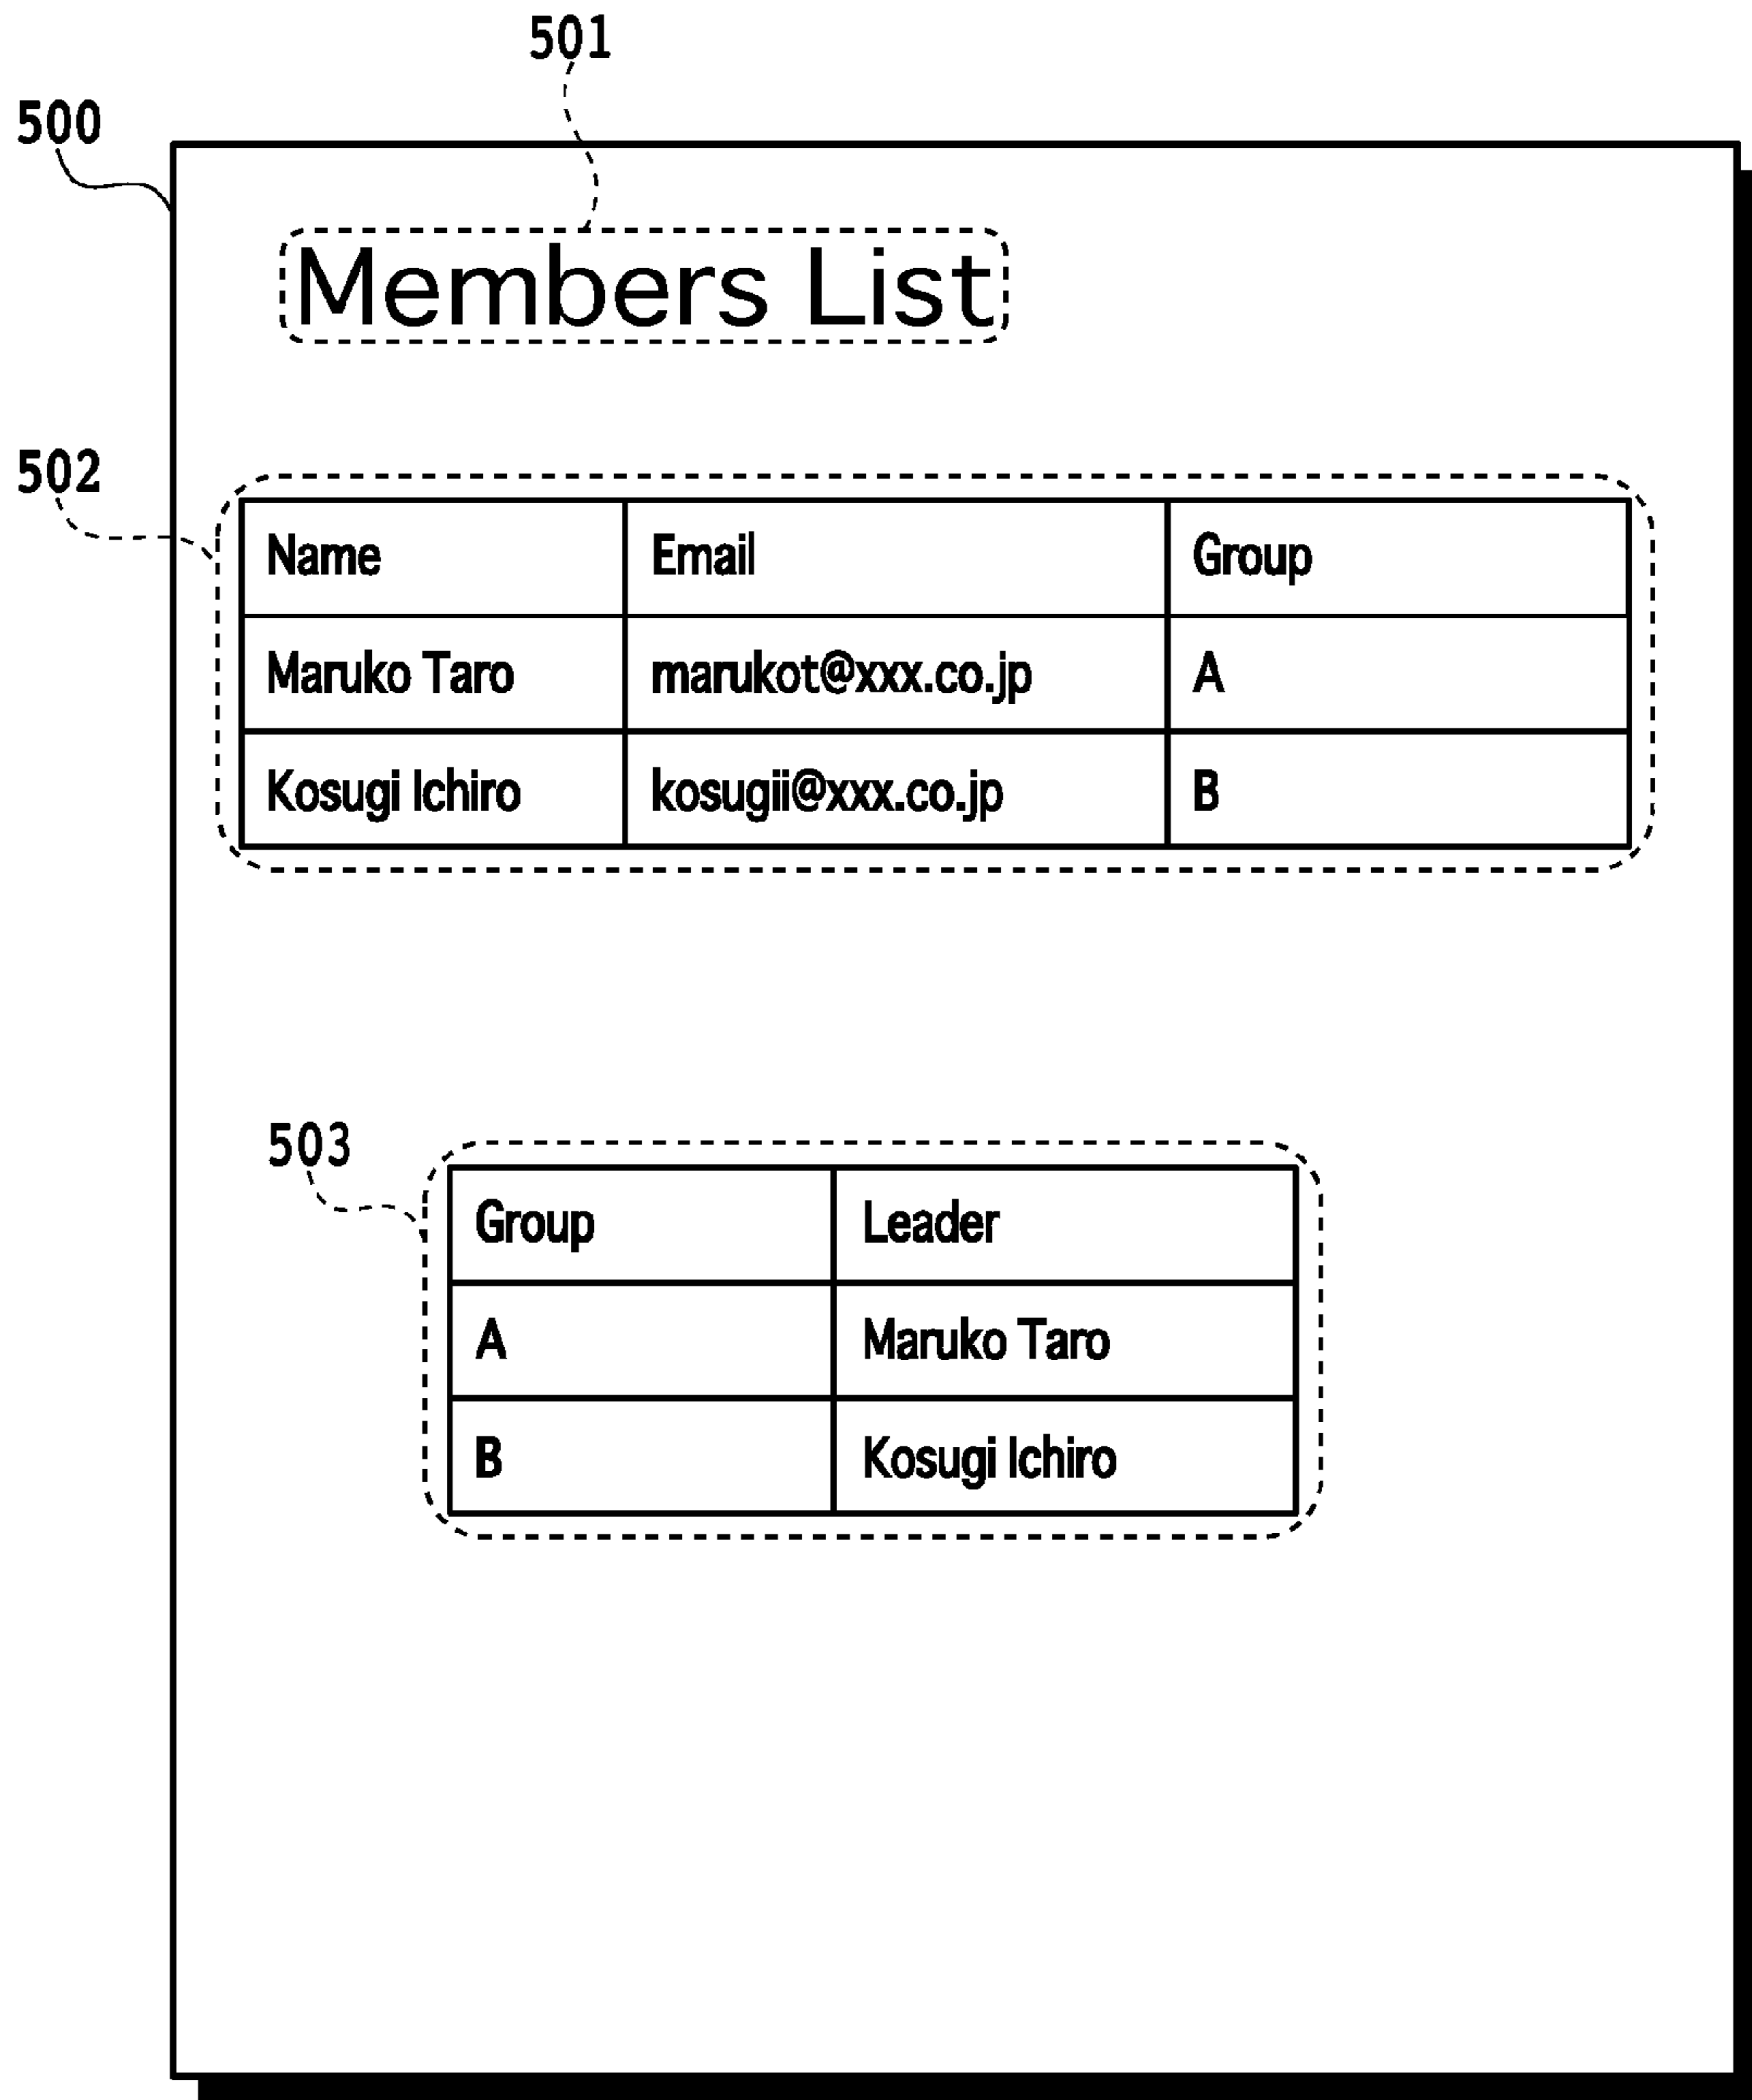 501
500
Members List
502
Name Email Group
Maruko Taro marukot@xxx.co.jp A
Kosugi Ichiro kosugii@xxx.co.jp B
503
Group Leader
A Maruko Taro
B Kosugi Ichiro